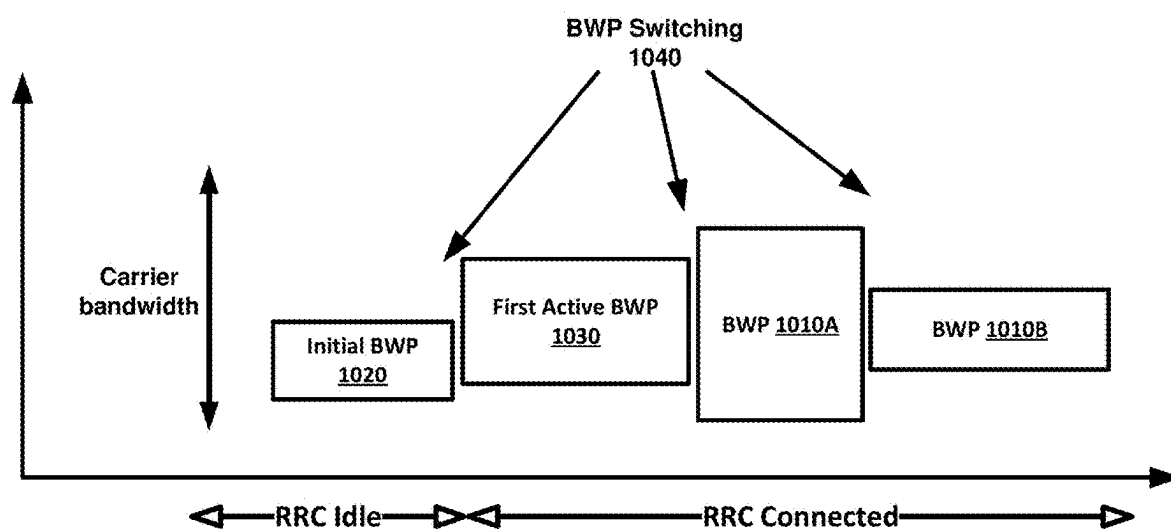 BWP Switching
1040
Carrier
bandwidth
First Active BWP
1030
Initial BWP
1020
BWP 1010A
BWP 1010B
RRC Idle
RRC Connected